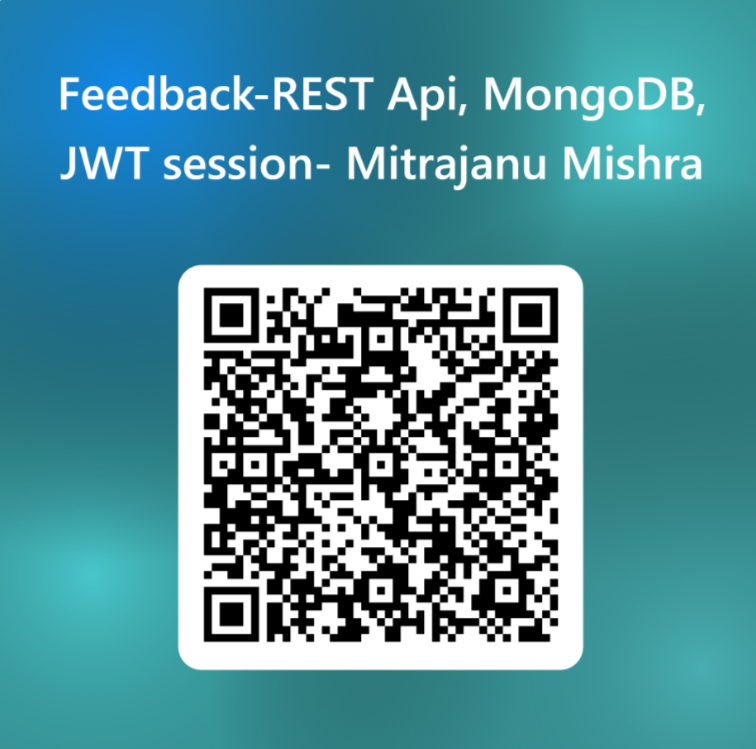 Feedback-REST Api, MongoDB,
JWT session- Mitrajanu Mishra